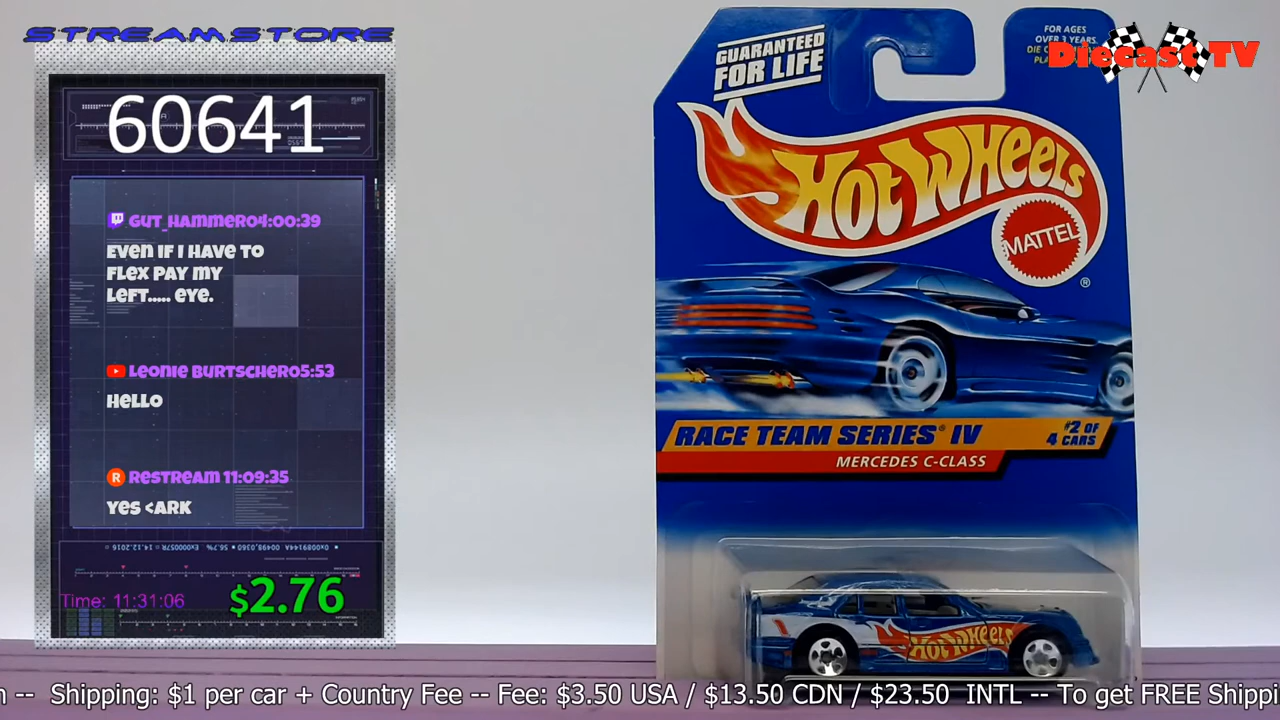 STREAMSTORE
60641
Gut_Hammer04:00:39
Even if I have to
flex pay my
left..... eye.
Leonie Burtscher05:53
Hello
Restream 11:09:35
Yes <ark
Time: 11:31:06
$2.76
GUARANTEED
FOR LIFE
FOR AGES
OVER 3 YEARS.
Diecast TV
HOT WHEELS
MATTEL
®
RACE TEAM SERIES® IV
#2 OF
4 CARS
MERCEDES C-CLASS
HOT WHEELS
-- Shipping: $1 per car + Country Fee -- Fee: $3.50 USA / $13.50 CDN / $23.50 INTL -- To get FREE Shippi